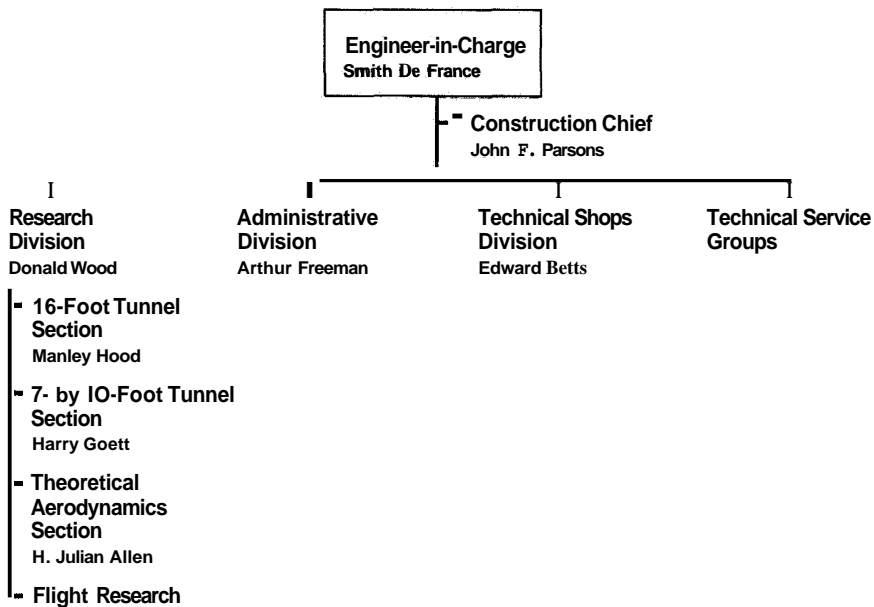 Engineer-in-Charge
Smith De France
Construction Chief
John F. Parsons
Research
Division
Donald Wood
Administrative
Division
Arthur Freeman
Technical Shops
Division
Edward Betts
Technical Service
Groups
16-Foot Tunnel
Section
Manley Hood
7- by IO-Foot Tunnel
Section
Harry Goett
Theoretical
Aerodynamics
Section
H. Julian Allen
Flight Research